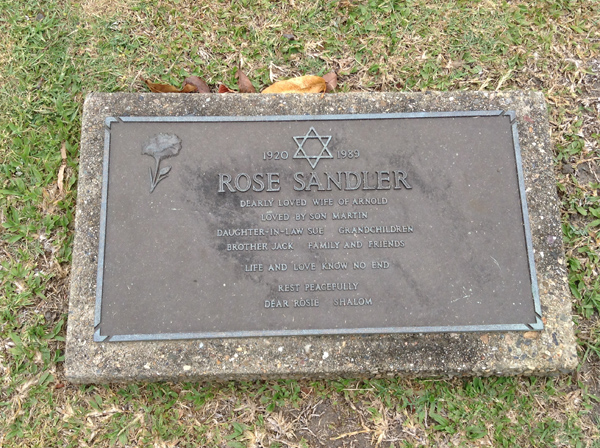 1920 1989
ROSE SANDLER
DEARLY LOVED WIFE OF ARNOLD
LOVED BY SON MARTIN
DAUGHTER-IN-LAW SUE GRANDCHILDREN
BROTHER JACK FAMILY AND FRIENDS
LIFE AND LOVE KNOW NO END
REST PEACEFULLY
DEAR ROSIE SHALOM